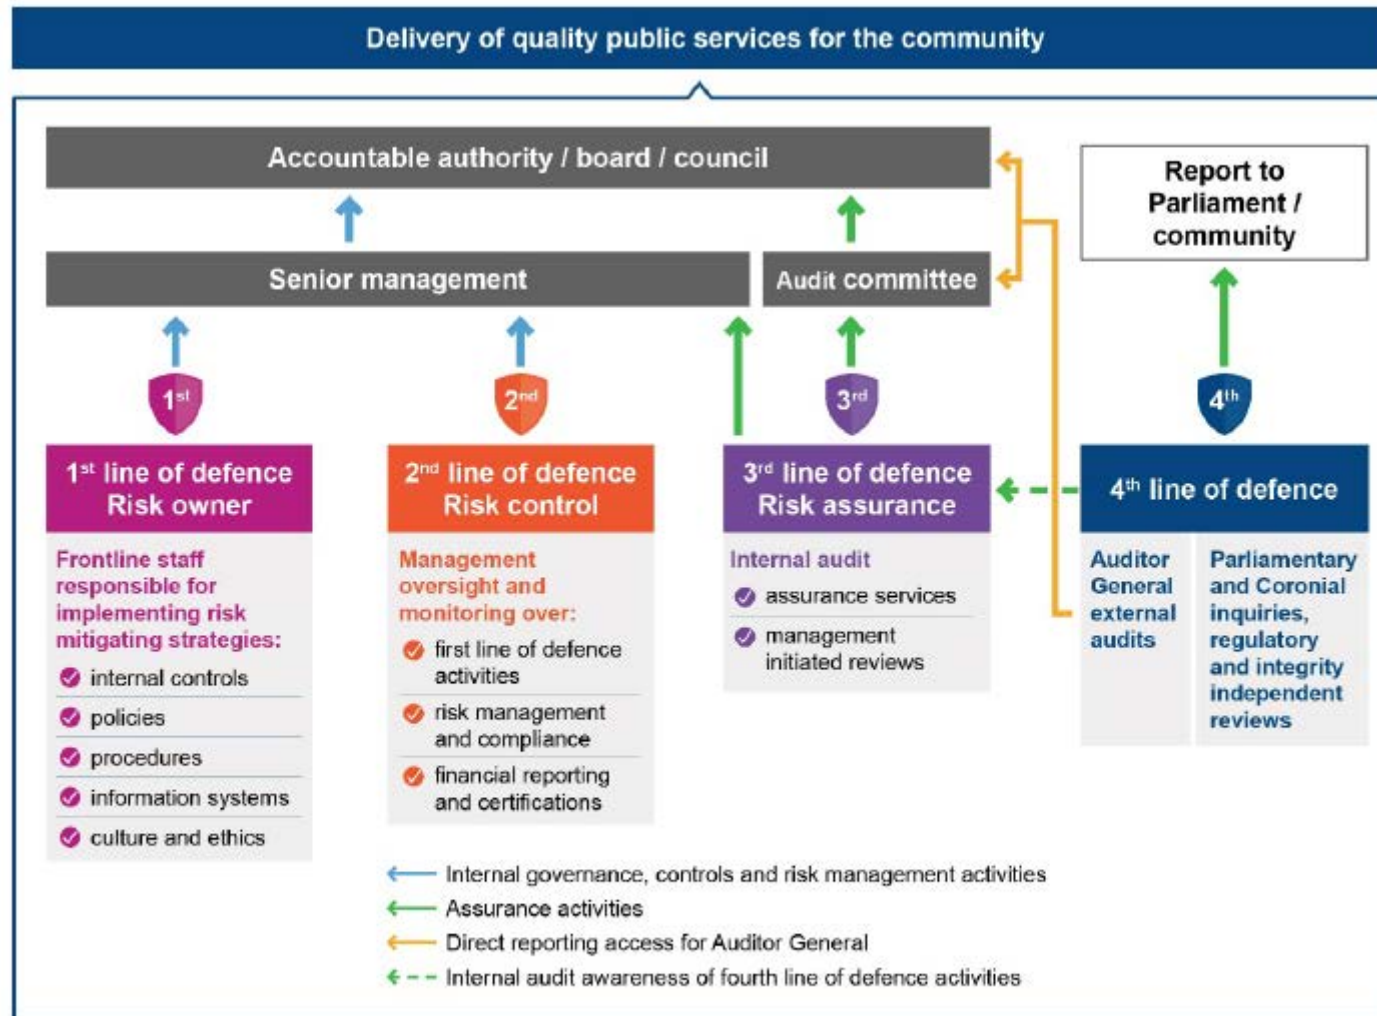 Delivery of quality public services for the community
Accountable authority / board / council
Report to
Parliament /
community
Senior management
Audit committee
1st
2nd
3rd
4th
1st line of defence
Risk owner
Frontline staff
responsible for
implementing risk
mitigating strategies:
internal controls
policies
procedures
information systems
culture and ethics
2nd line of defence
Risk control
Management
oversight and
monitoring over:
first line of defence
activities
risk management
and compliance
financial reporting
and certifications
3rd line of defence
Risk assurance
Internal audit
assurance services
management
initiated reviews
4th line of defence
Auditor
General
external
audits
Parliamentary
and Coronial
inquiries,
regulatory
and integrity
independent
reviews
Internal governance, controls and risk management activities
Assurance activities
Direct reporting access for Auditor General
Internal audit awareness of fourth line of defence activities